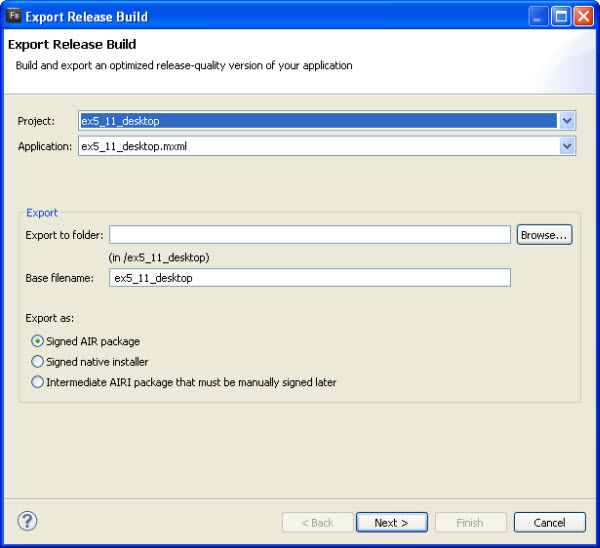 Fb Export Release Build
Export Release Build
Build and export an optimized release-quality version of your application
Project: ex5_11_desktop
Application: ex5_11_desktop.mxml
Export
Export to folder: Browse...
(in /ex5_11_desktop)
Base filename: ex5_11_desktop
Export as:
Signed AIR package
Signed native installer
Intermediate AIRI package that must be manually signed later
? < Back Next > Finish Cancel